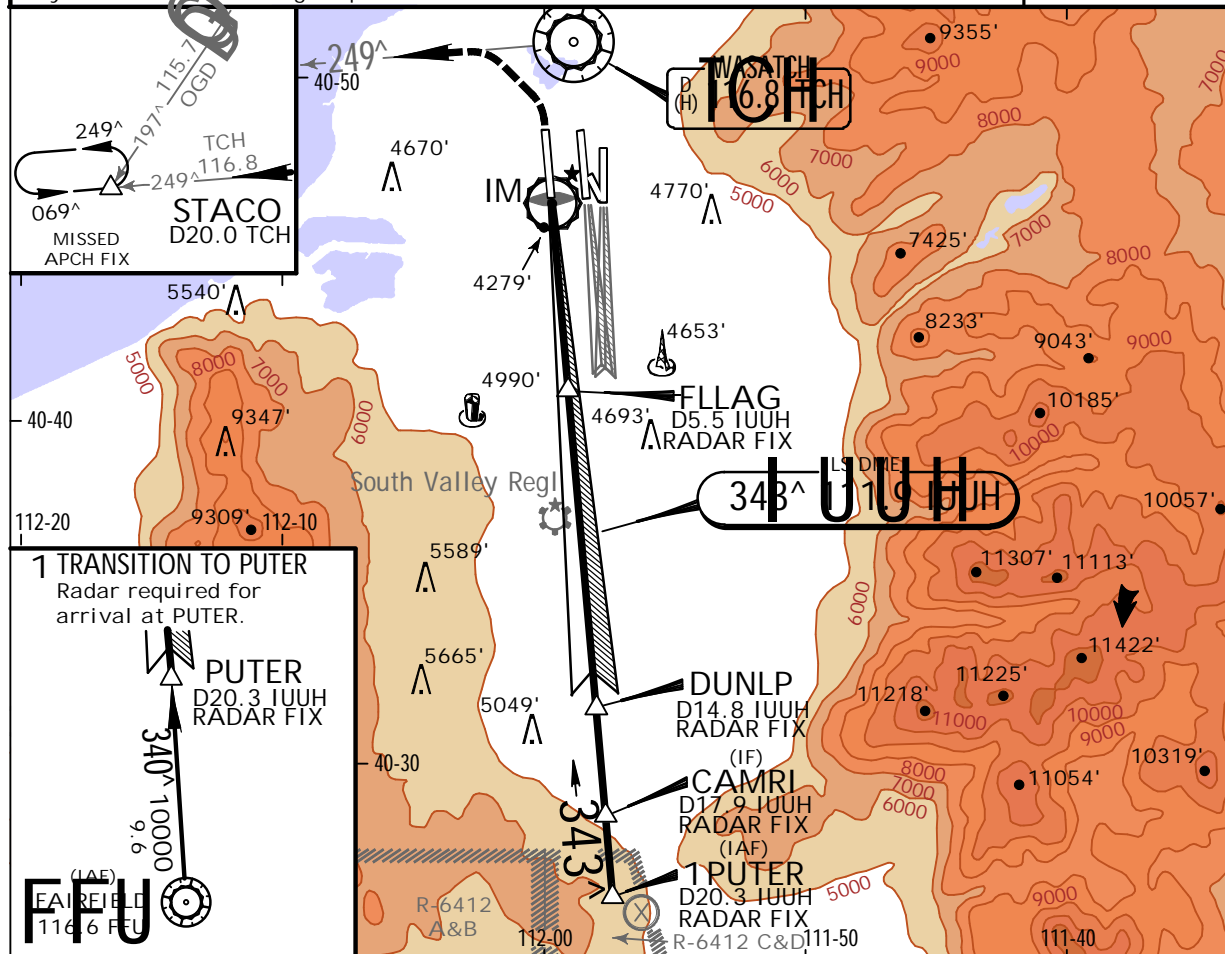 115.7
OGD
197^
249^
TCH
116.8
249^
069^
STACO
D20.0 TCH
MISSED
APCH FIX
249^
40-50
WASATCH
D
(H)
116.8 TCH
TCH
9355'
9000
7000
8000
7000
6000
5000
4670'
4770'
IM
4279'
7425'
7000
8000
5540'
5000
8000
7000
6000
9347'
9309'
4653'
8233'
9043'
9000
10185'
10000
4990'
FLLAG
D5.5 IUUH
RADAR FIX
4693'
40-40
South Valley Regl
ILS DME
343^ 111.9 IUUH
I UUH
10057'
112-20
112-10
1 TRANSITION TO PUTER
Radar required for
arrival at PUTER.
PUTER
D20.3 IUUH
RADAR FIX
340^ 10000
9.6
(IAF)
FAIRFIELD
116.6 FFU
FFU
5589'
5665'
5049'
11307'
11113'
6000
11422'
11225'
11218'
11000
10000
9000
DUNLP
D14.8 IUUH
RADAR FIX
(IF)
CAMRI
D17.9 IUUH
RADAR FIX
(IAF)
1 PUTER
D20.3 IUUH
RADAR FIX
40-30
343^
8000
7000
6000
11054'
10319'
5000
9000
R-6412
A&B
112-00
R-6412 C&D
111-50
111-40